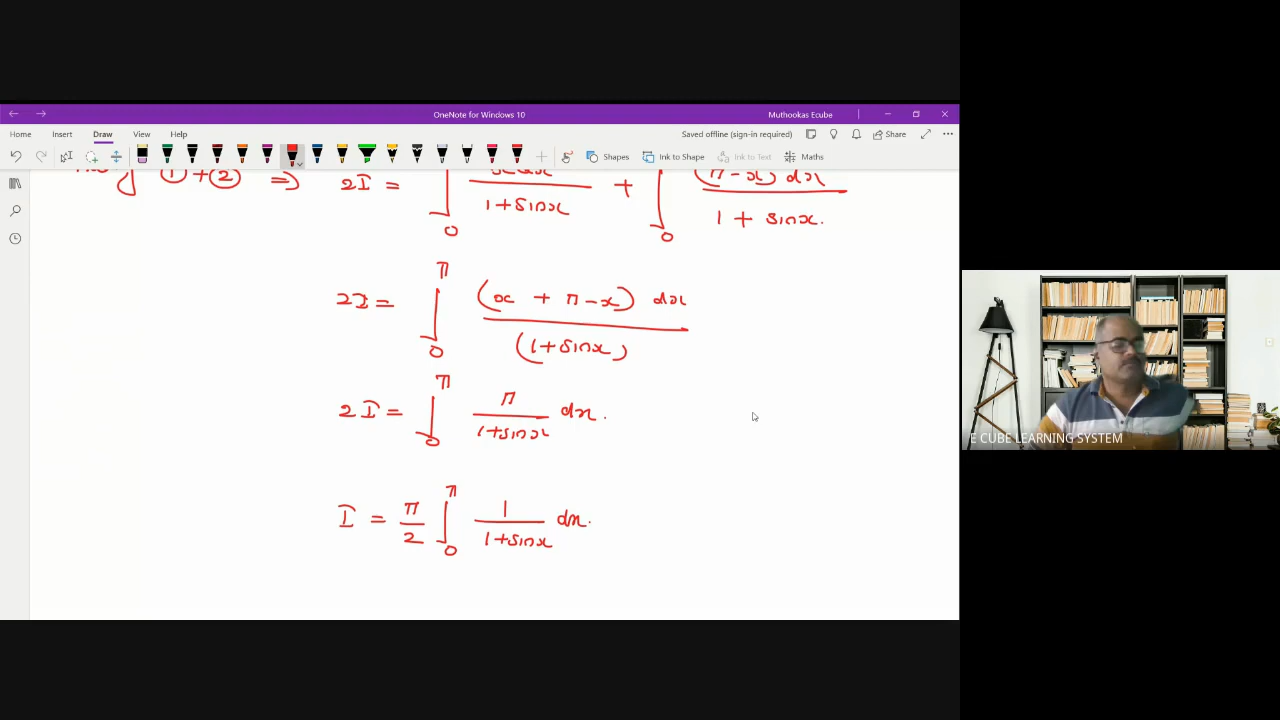 OneNote for Windows 10
Muthookas Ecube
Home Insert Draw View Help
Saved offline (sign-in required)
Share
Shapes
Ink to Shape
Ink to Text
Maths
① + ② ⇒ 2I = ∫₀ / 1+sinx + ∫₀ (π-x) dx / 1 + sinx.
2I = ∫₀^π (x + π-x) dx / (1+sinx)
2I = ∫₀^π π / 1+sinx dx.
I = π/2 ∫₀^π 1 / 1+sinx dx.
E CUBE LEARNING SYSTEM